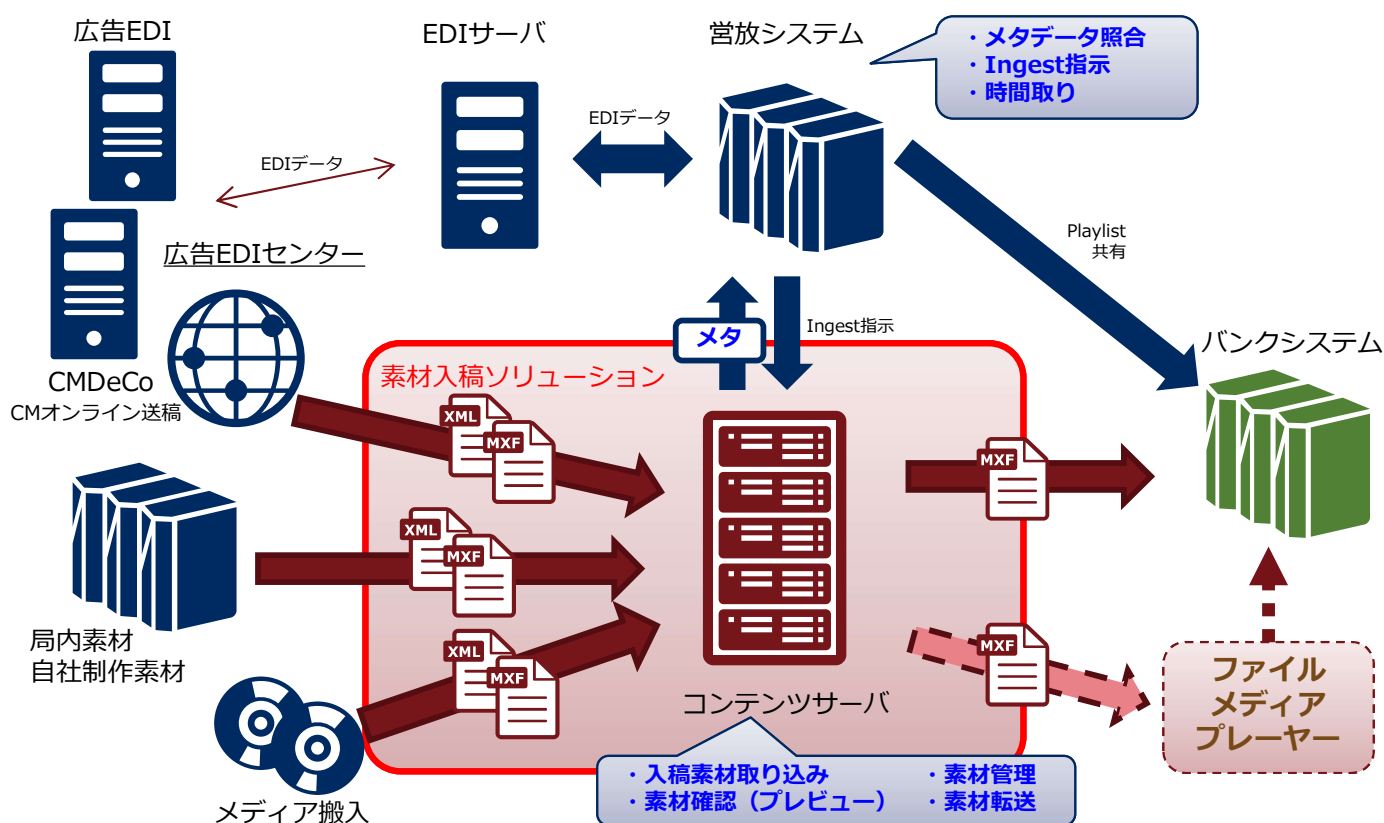 広告EDI
EDIサーバ
営放システム
・メタデータ照合
・Ingest指示
・時間取り
EDIデータ
EDIデータ
広告EDIセンター
Playlist
共有
CMDeCo
CMオンライン送稿
メタ
Ingest指示
バンクシステム
素材入稿ソリューション
XML
MXF
MXF
XML
MXF
局内素材
自社制作素材
XML
MXF
MXF
ファイル
メディア
プレーヤー
コンテンツサーバ
メディア搬入
・入稿素材取り込み
・素材管理
・素材確認（プレビュー）
・素材転送